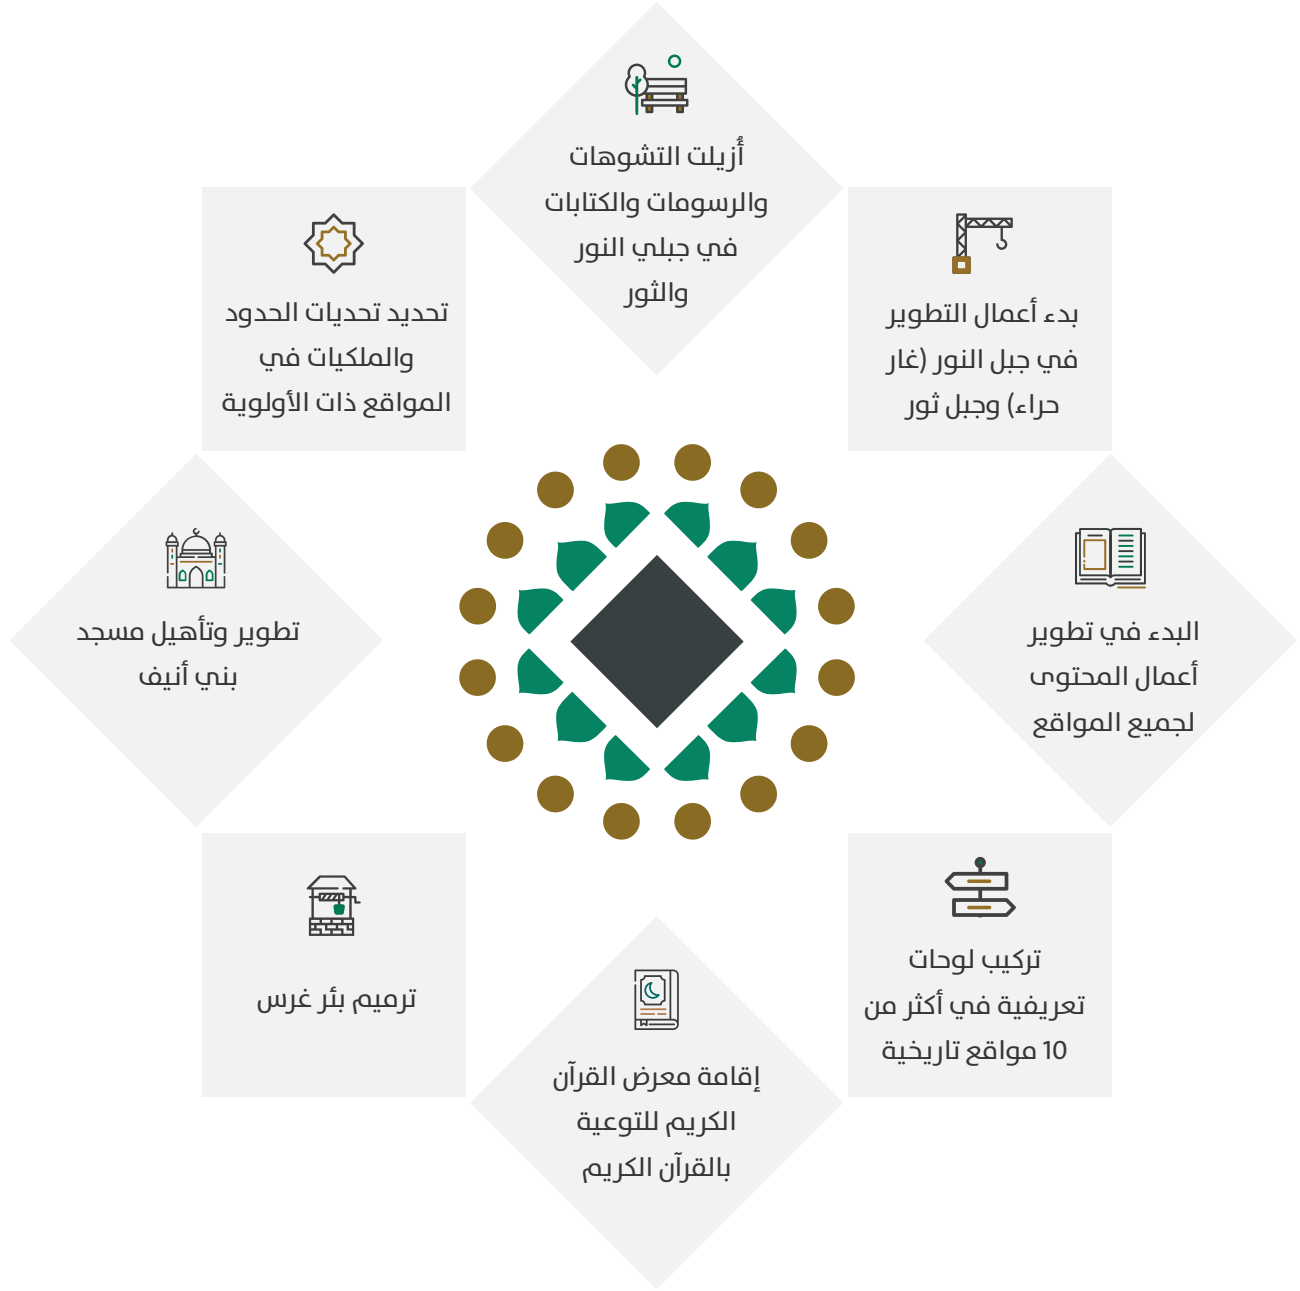 أُزيلت التشوهات
والرسومات والكتابات
في جبلي النور
والثور
بدء أعمال التطوير
في جبل النور (غار
حراء) وجبل ثور
البدء في تطوير
أعمال المحتوى
لجميع المواقع
تركيب لوحات
تعريفية في أكثر من
10 مواقع تاريخية
إقامة معرض القرآن
الكريم للتوعية
بالقرآن الكريم
ترميم بئر غرس
تطوير وتأهيل مسجد
بني أنيف
تحديد تحديات الحدود
والملكيات في
المواقع ذات الأولوية